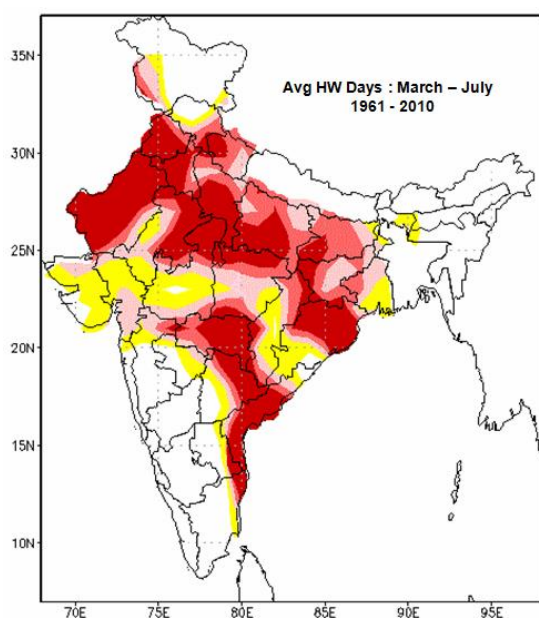 Avg HW Days : March – July
1961 - 2010
35N
30N
25N
20N
15N
10N
70E 75E 80E 85E 90E 95E